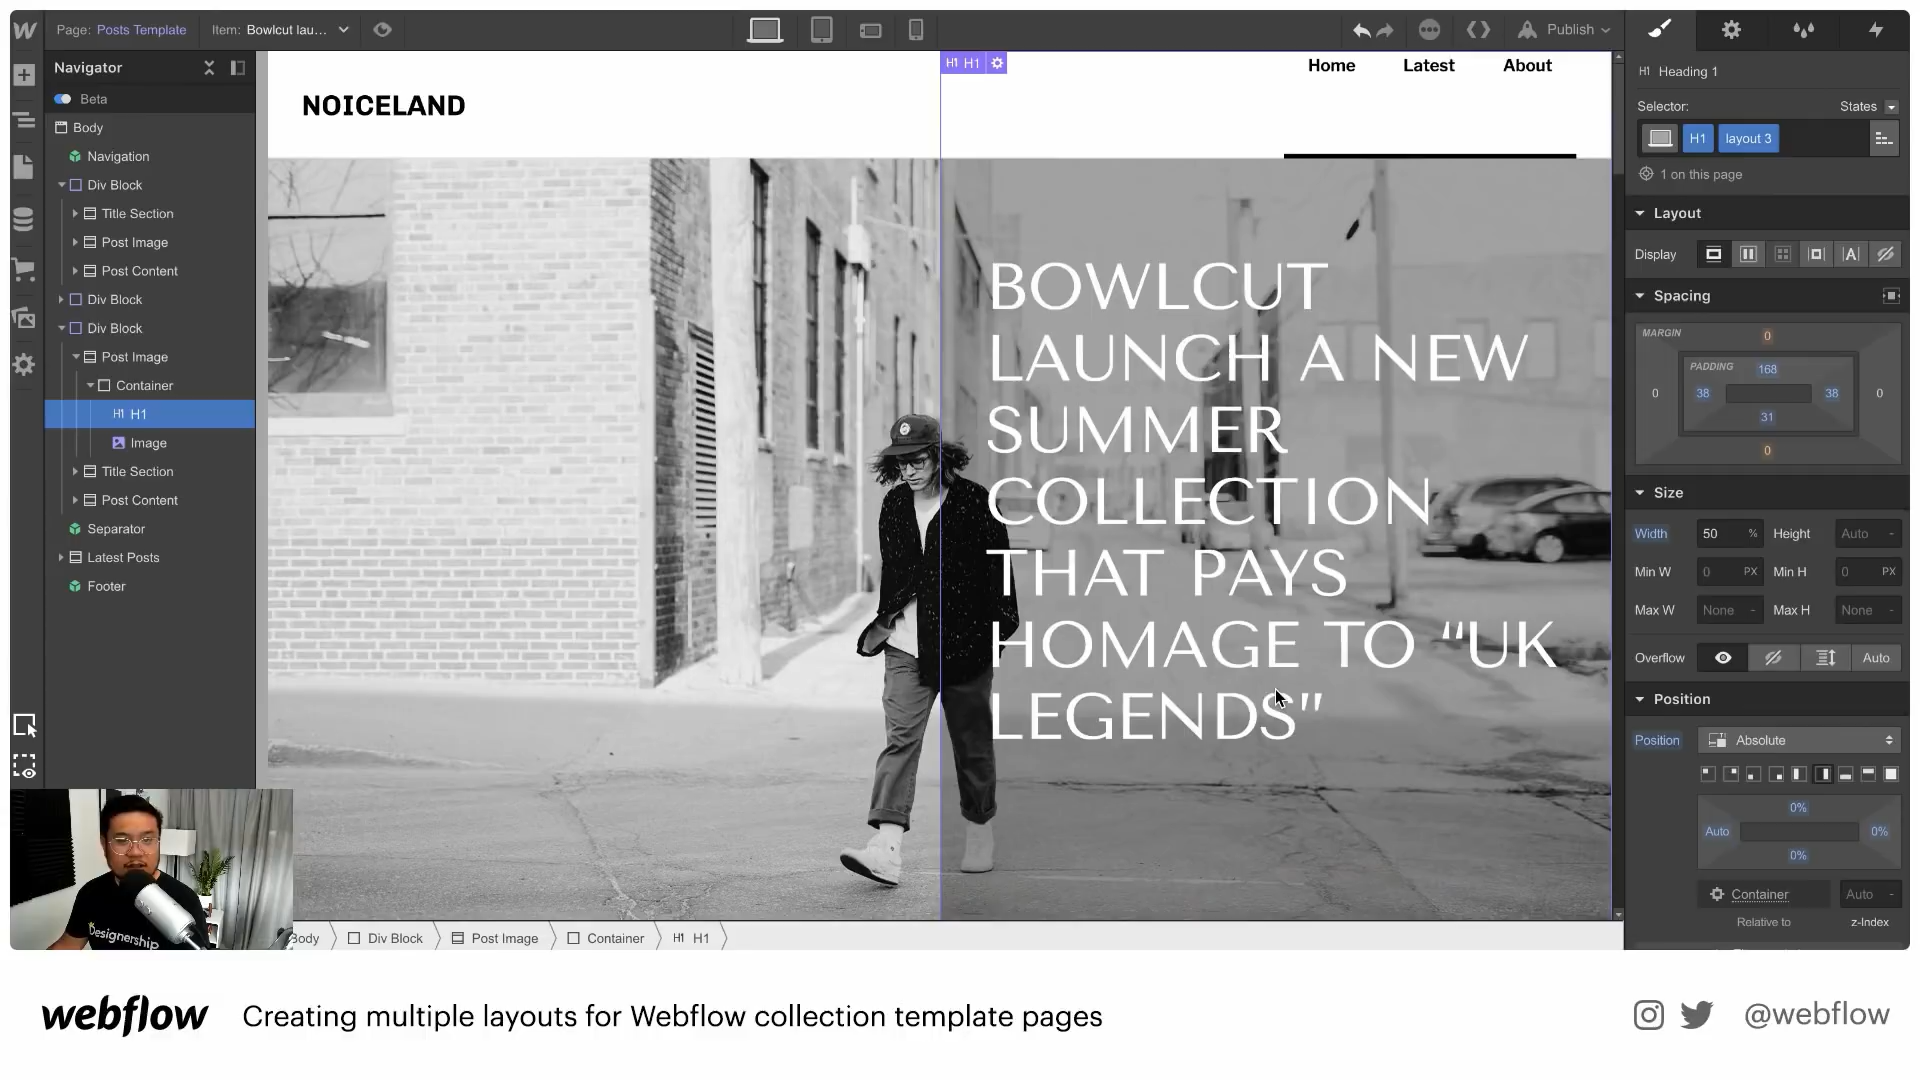 Page: Posts Template Item: Bowlcut lau... Publish
Navigator
Beta
Body
Navigation
Div Block
Title Section
Post Image
Post Content
Div Block
Div Block
Post Image
Container
H1 H1
Image
Title Section
Post Content
Separator
Latest Posts
Footer
H1 H1
Home Latest About
NOICELAND
BOWLCUT
LAUNCH A NEW
SUMMER
COLLECTION
THAT PAYS
HOMAGE TO “UK
LEGENDS”
Designership
Body Div Block Post Image Container H1 H1
H1 Heading 1
Selector: States
H1 layout 3
1 on this page
Layout
Display
Spacing
MARGIN
0
PADDING
168
0 38 38 0
31
0
Size
Width 50 % Height Auto -
Min W 0 PX Min H 0 PX
Max W None - Max H None -
Overflow Auto
Position
Position Absolute
0%
Auto 0%
0%
Container Auto -
Relative to z-Index
webflow Creating multiple layouts for Webflow collection template pages @webflow